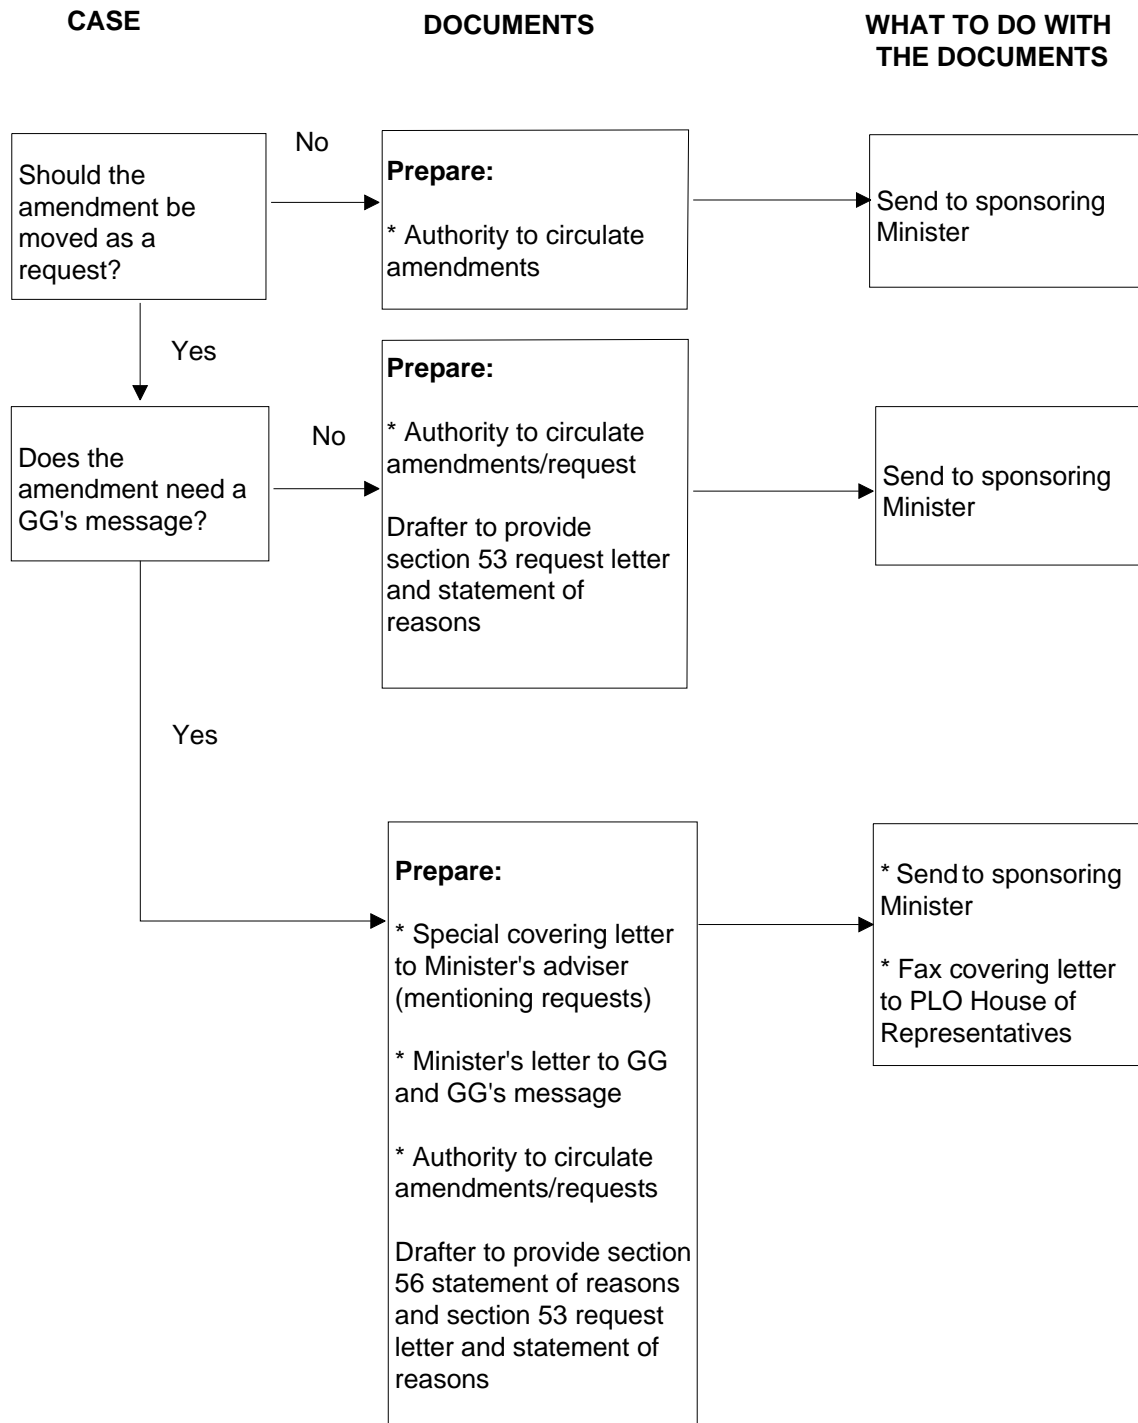 CASE
DOCUMENTS
WHAT TO DO WITH
THE DOCUMENTS
Should the
amendment be
moved as a
request?
No
Prepare:
* Authority to circulate
amendments
Send to sponsoring
Minister
Yes
Does the
amendment need a
GG's message?
No
Prepare:
* Authority to circulate
amendments/request
Drafter to provide
section 53 request letter
and statement of
reasons
Send to sponsoring
Minister
Yes
Prepare:
* Special covering letter
to Minister's adviser
(mentioning requests)
* Minister's letter to GG
and GG's message
* Authority to circulate
amendments/requests
Drafter to provide section
56 statement of reasons
and section 53 request
letter and statement of
reasons
* Send to sponsoring
Minister
* Fax covering letter
to PLO House of
Representatives